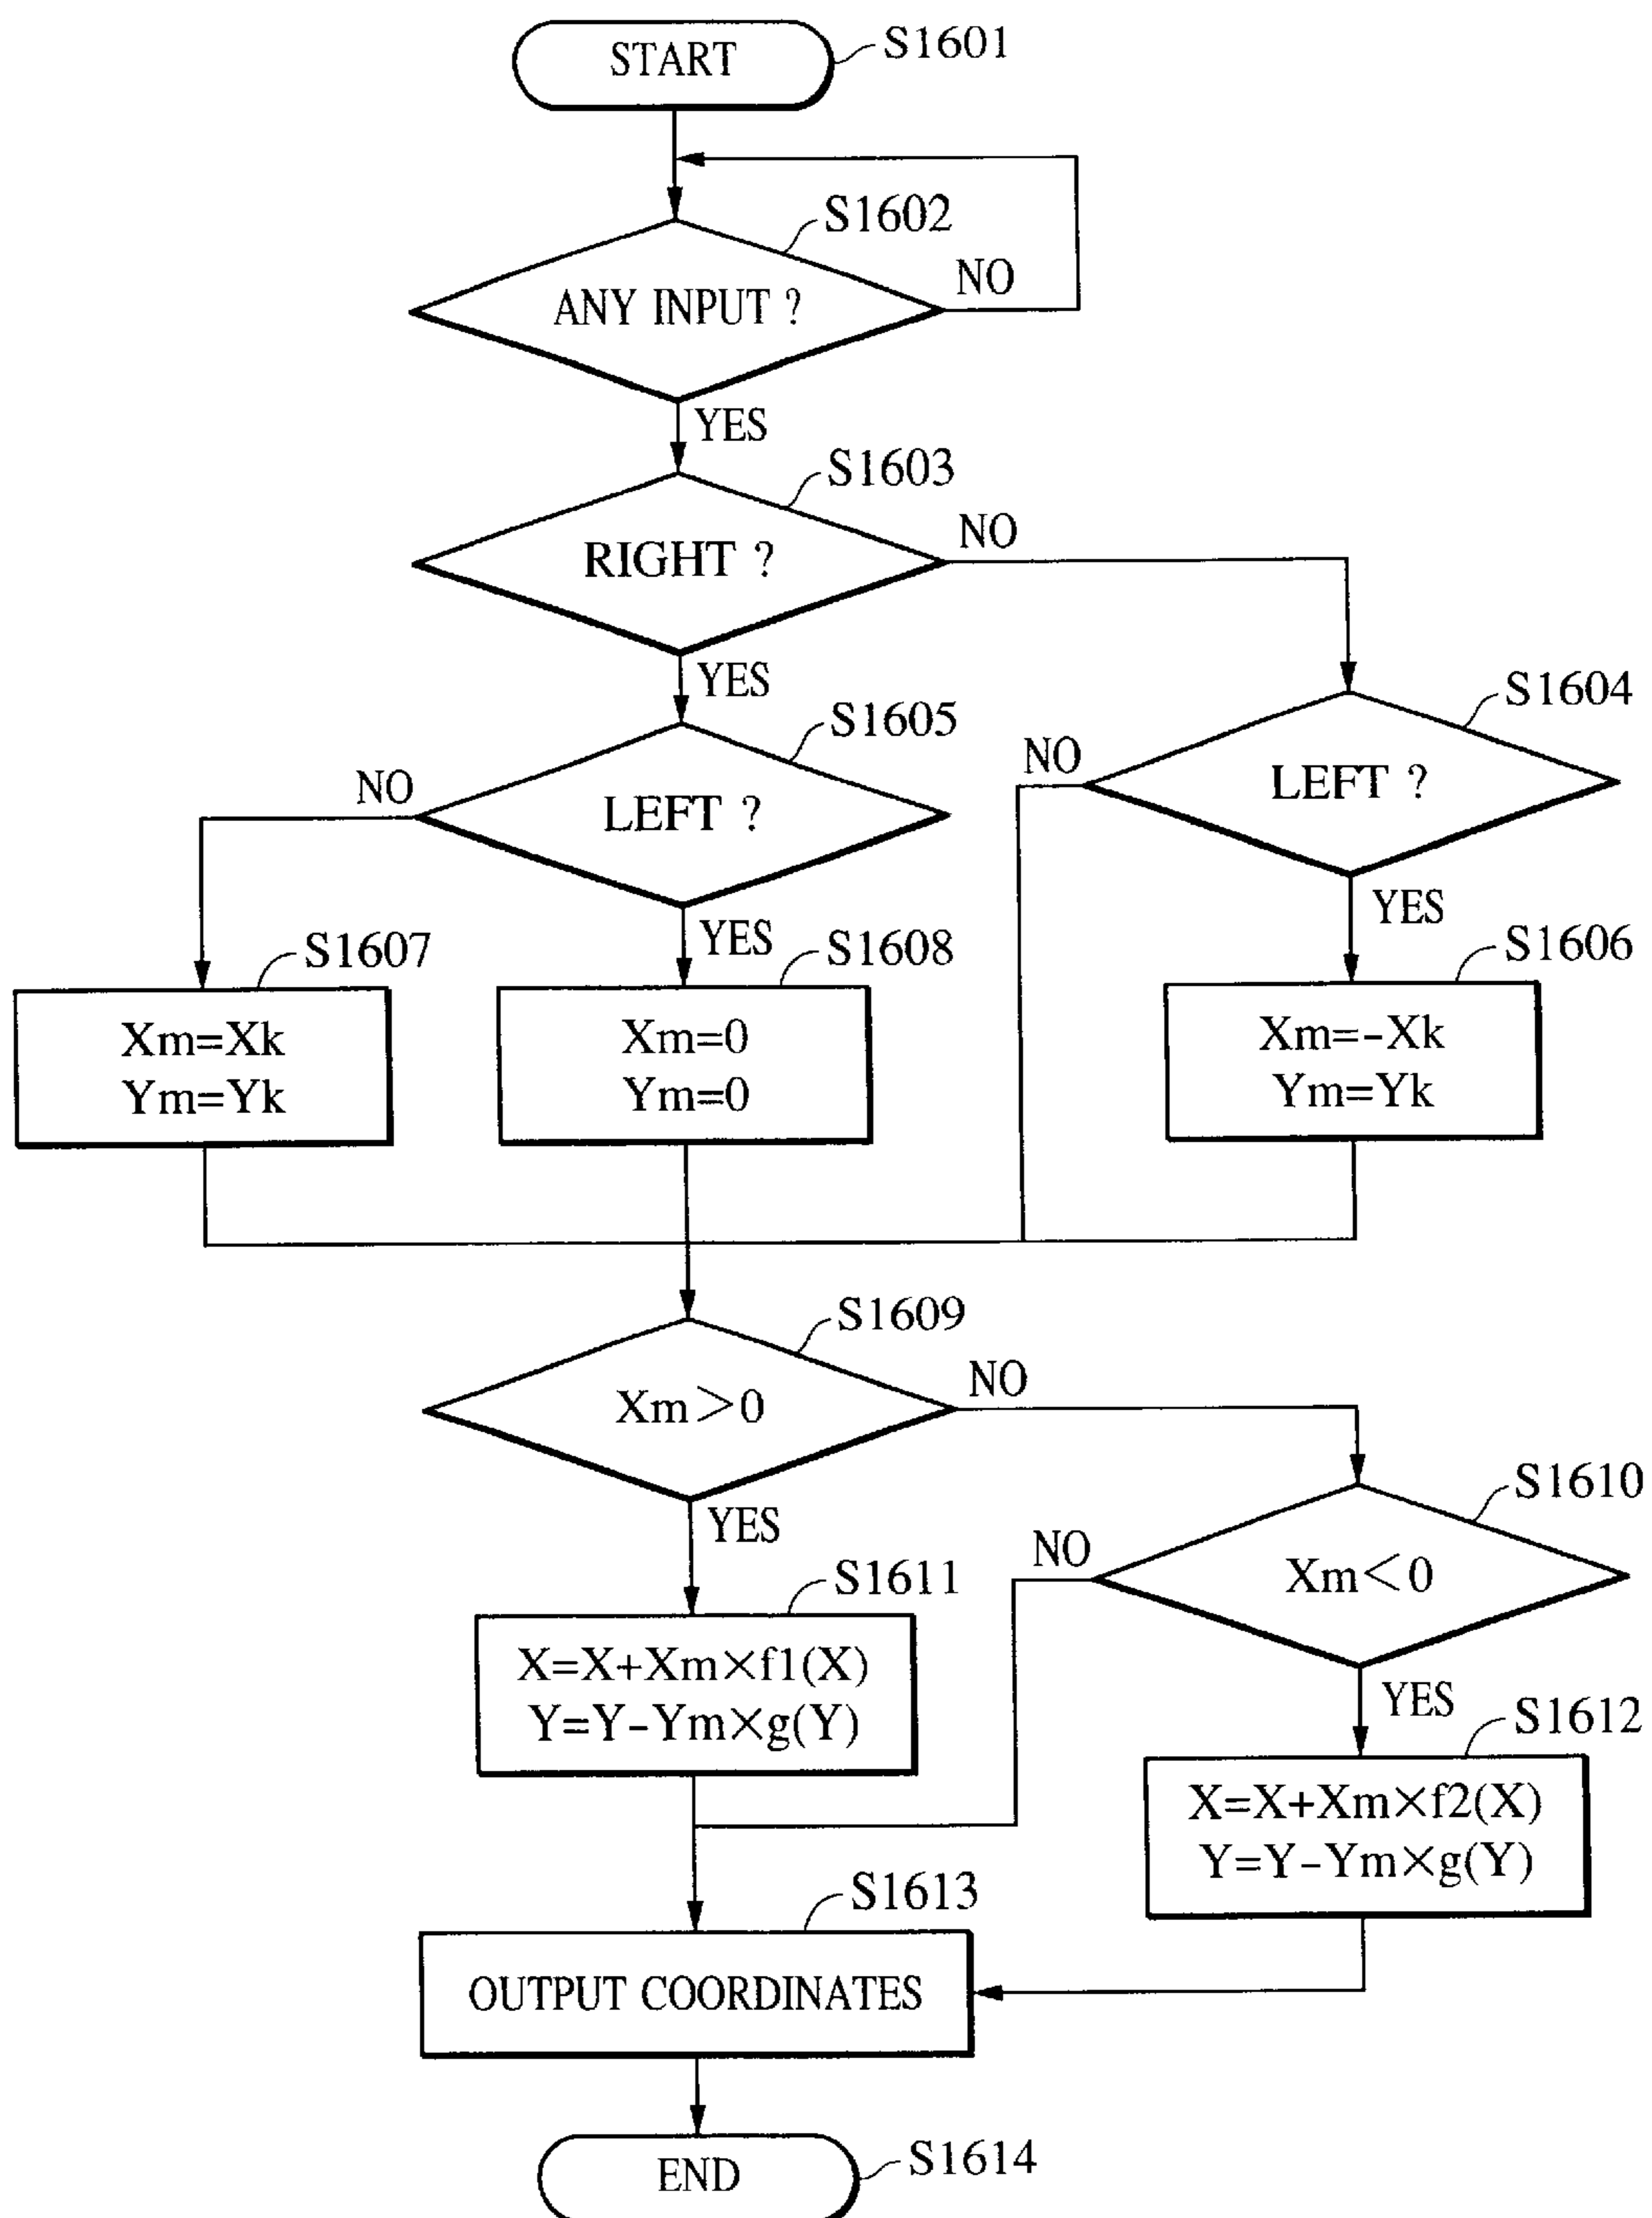 START
S1601
S1602
ANY INPUT ?
NO
YES
S1603
RIGHT ?
NO
YES
S1605
LEFT ?
NO
YES
S1604
LEFT ?
NO
YES
S1607
Xm=Xk
Ym=Yk
S1608
Xm=0
Ym=0
S1606
Xm=-Xk
Ym=Yk
S1609
Xm>0
NO
YES
S1610
Xm<0
NO
YES
S1611
X=X+Xm×f1(X)
Y=Y-Ym×g(Y)
S1612
X=X+Xm×f2(X)
Y=Y-Ym×g(Y)
S1613
OUTPUT COORDINATES
END
S1614